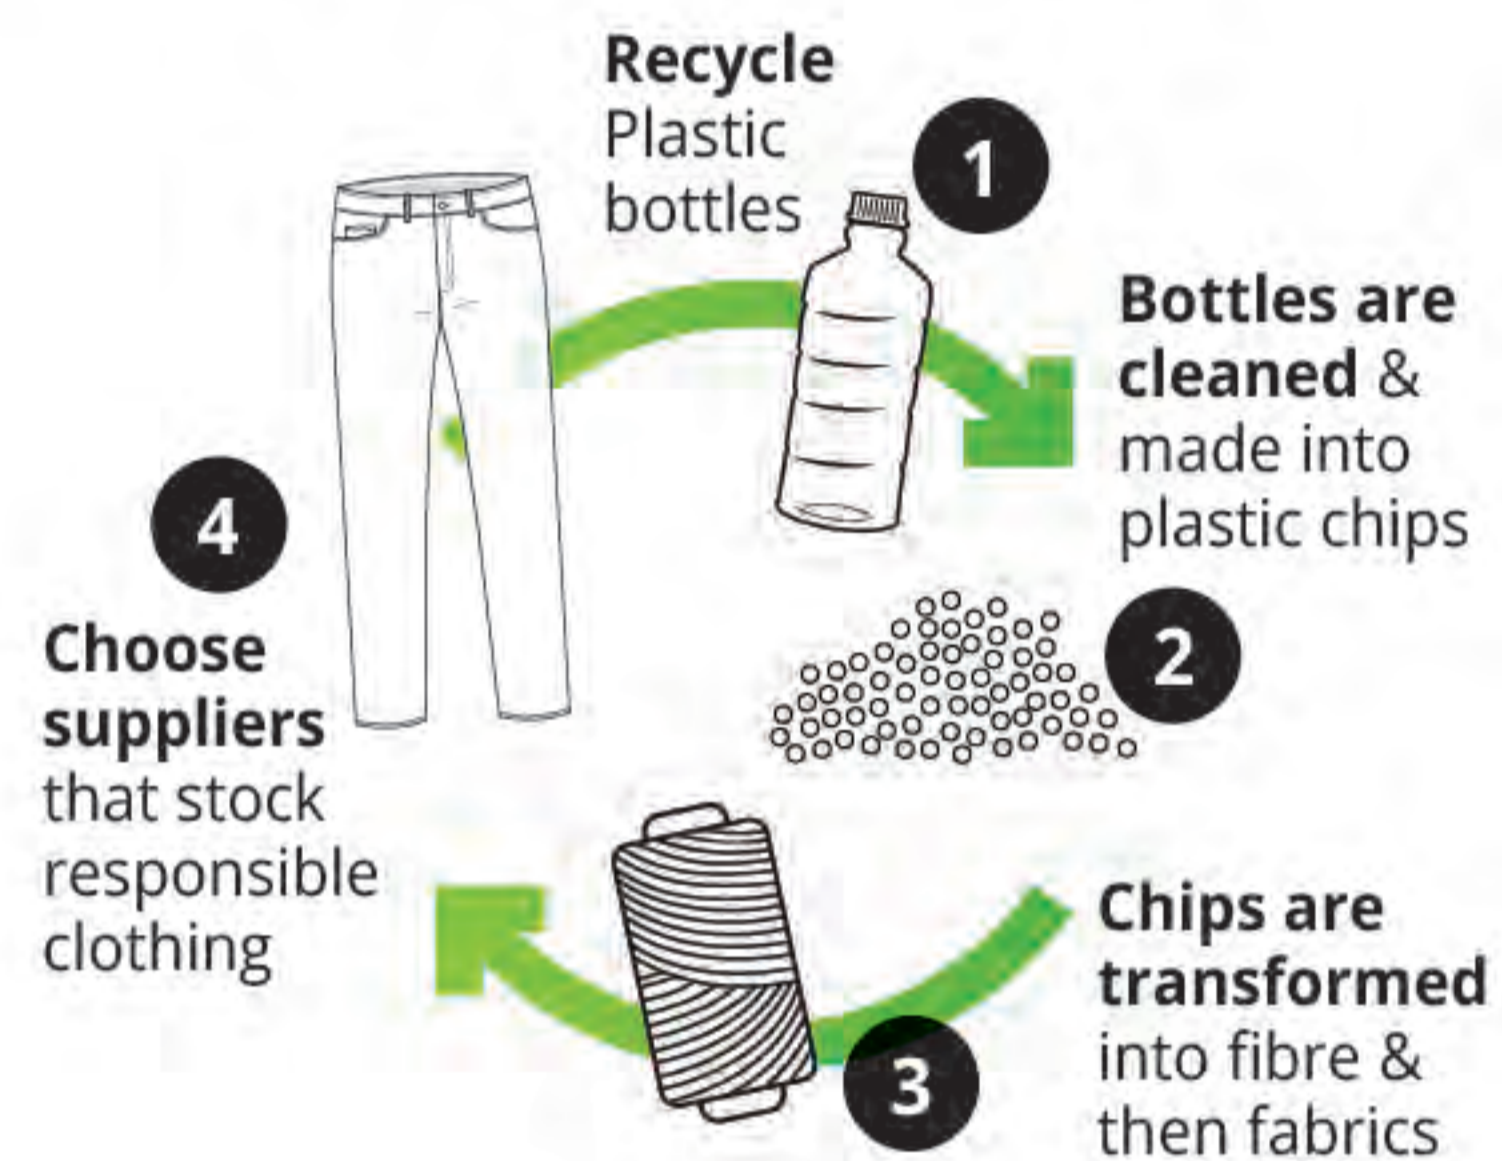 Recycle
Plastic
bottles
1
Bottles are
cleaned &
made into
plastic chips
2
Chips are
transformed
into fibre &
then fabrics
3
4
Choose
suppliers
that stock
responsible
clothing